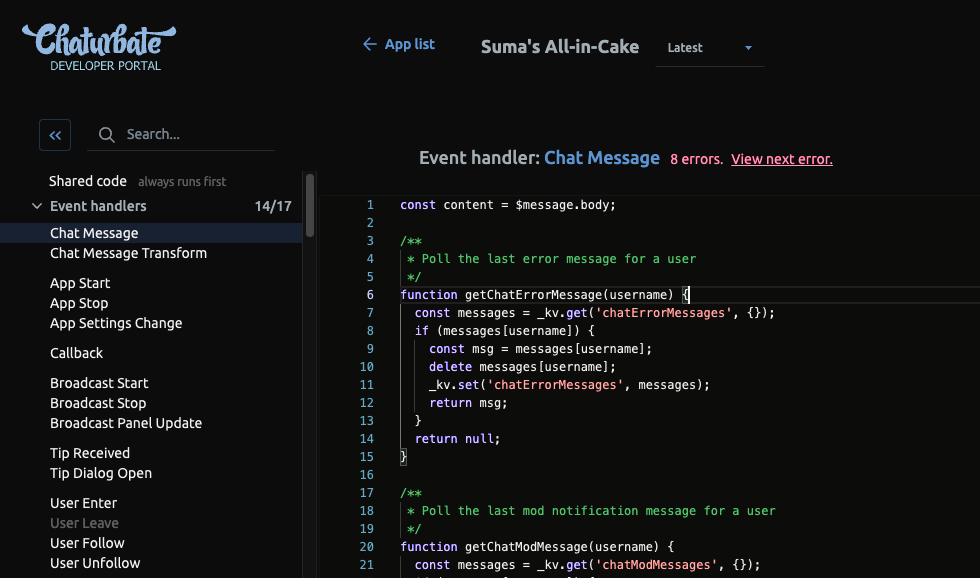 Chaturbate
DEVELOPER PORTAL
← App list
Suma's All-in-Cake
Latest
«
Search...
Event handler: Chat Message 8 errors. View next error.
Shared code always runs first
Event handlers 14/17
Chat Message
Chat Message Transform
App Start
App Stop
App Settings Change
Callback
Broadcast Start
Broadcast Stop
Broadcast Panel Update
Tip Received
Tip Dialog Open
User Enter
User Leave
User Follow
User Unfollow
1 const content = $message.body;
2
3 /**
4 * Poll the last error message for a user
5 */
6 function getChatErrorMessage(username) {
7 const messages = _kv.get('chatErrorMessages', {});
8 if (messages[username]) {
9 const msg = messages[username];
10 delete messages[username];
11 _kv.set('chatErrorMessages', messages);
12 return msg;
13 }
14 return null;
15 }
16
17 /**
18 * Poll the last mod notification message for a user
19 */
20 function getChatModMessage(username) {
21 const messages = _kv.get('chatModMessages', {});